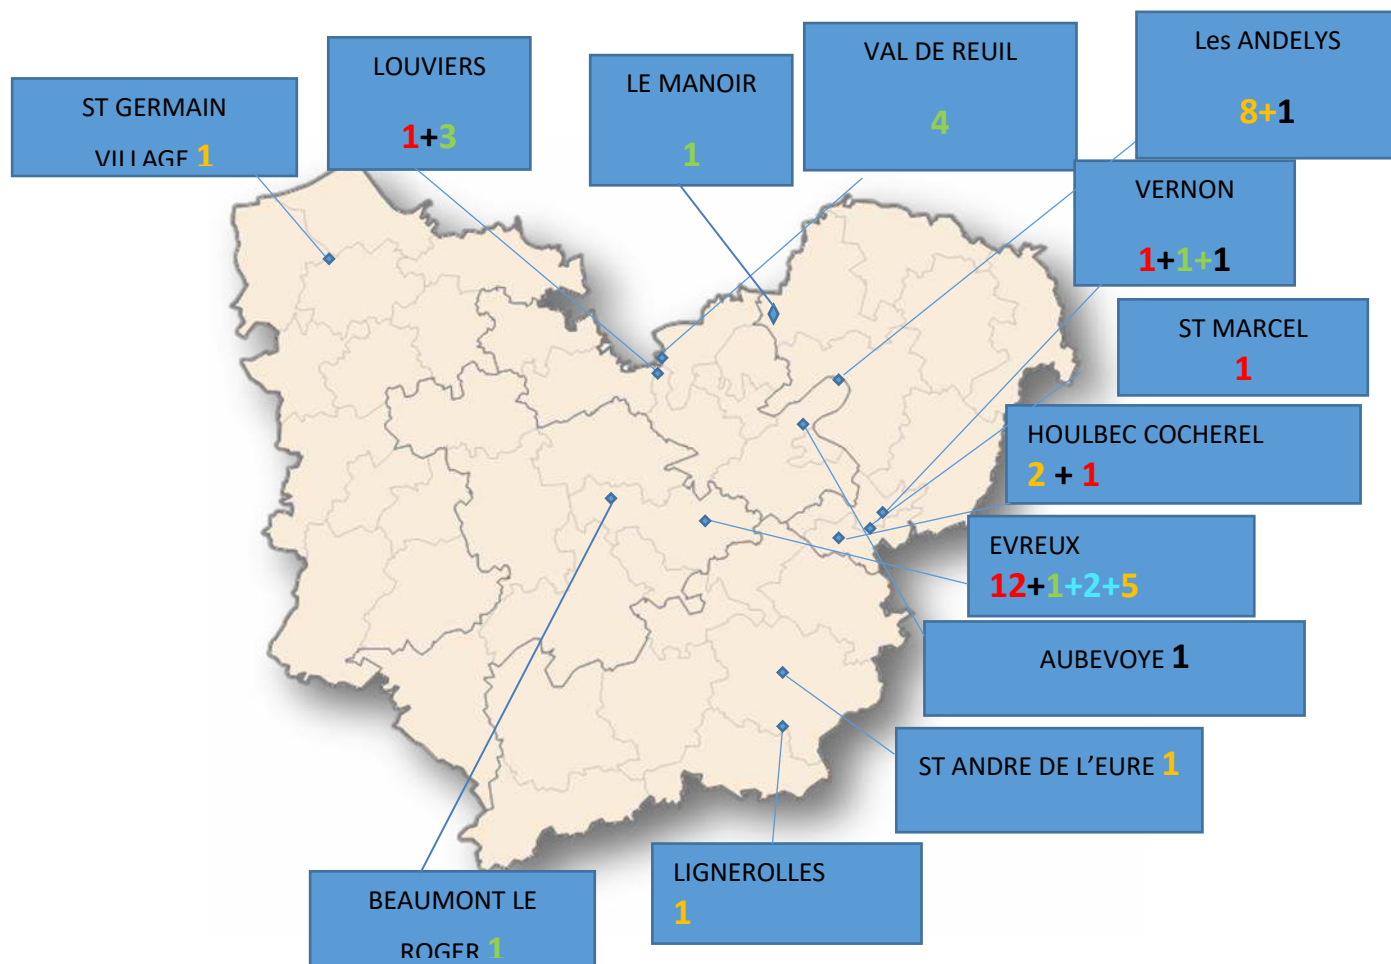 ST GERMAIN
VILLAGE 1
LOUVIERS
1+3
LE MANOIR
1
VAL DE REUIL
4
Les ANDELYS
8+1
VERNON
1+1+1
ST MARCEL
1
HOULBEC COCHEREL
2 + 1
EVREUX
12+1+2+5
AUBEVOYE 1
ST ANDRE DE L’EURE 1
LIGNEROLLES
1
BEAUMONT LE
ROGER 1